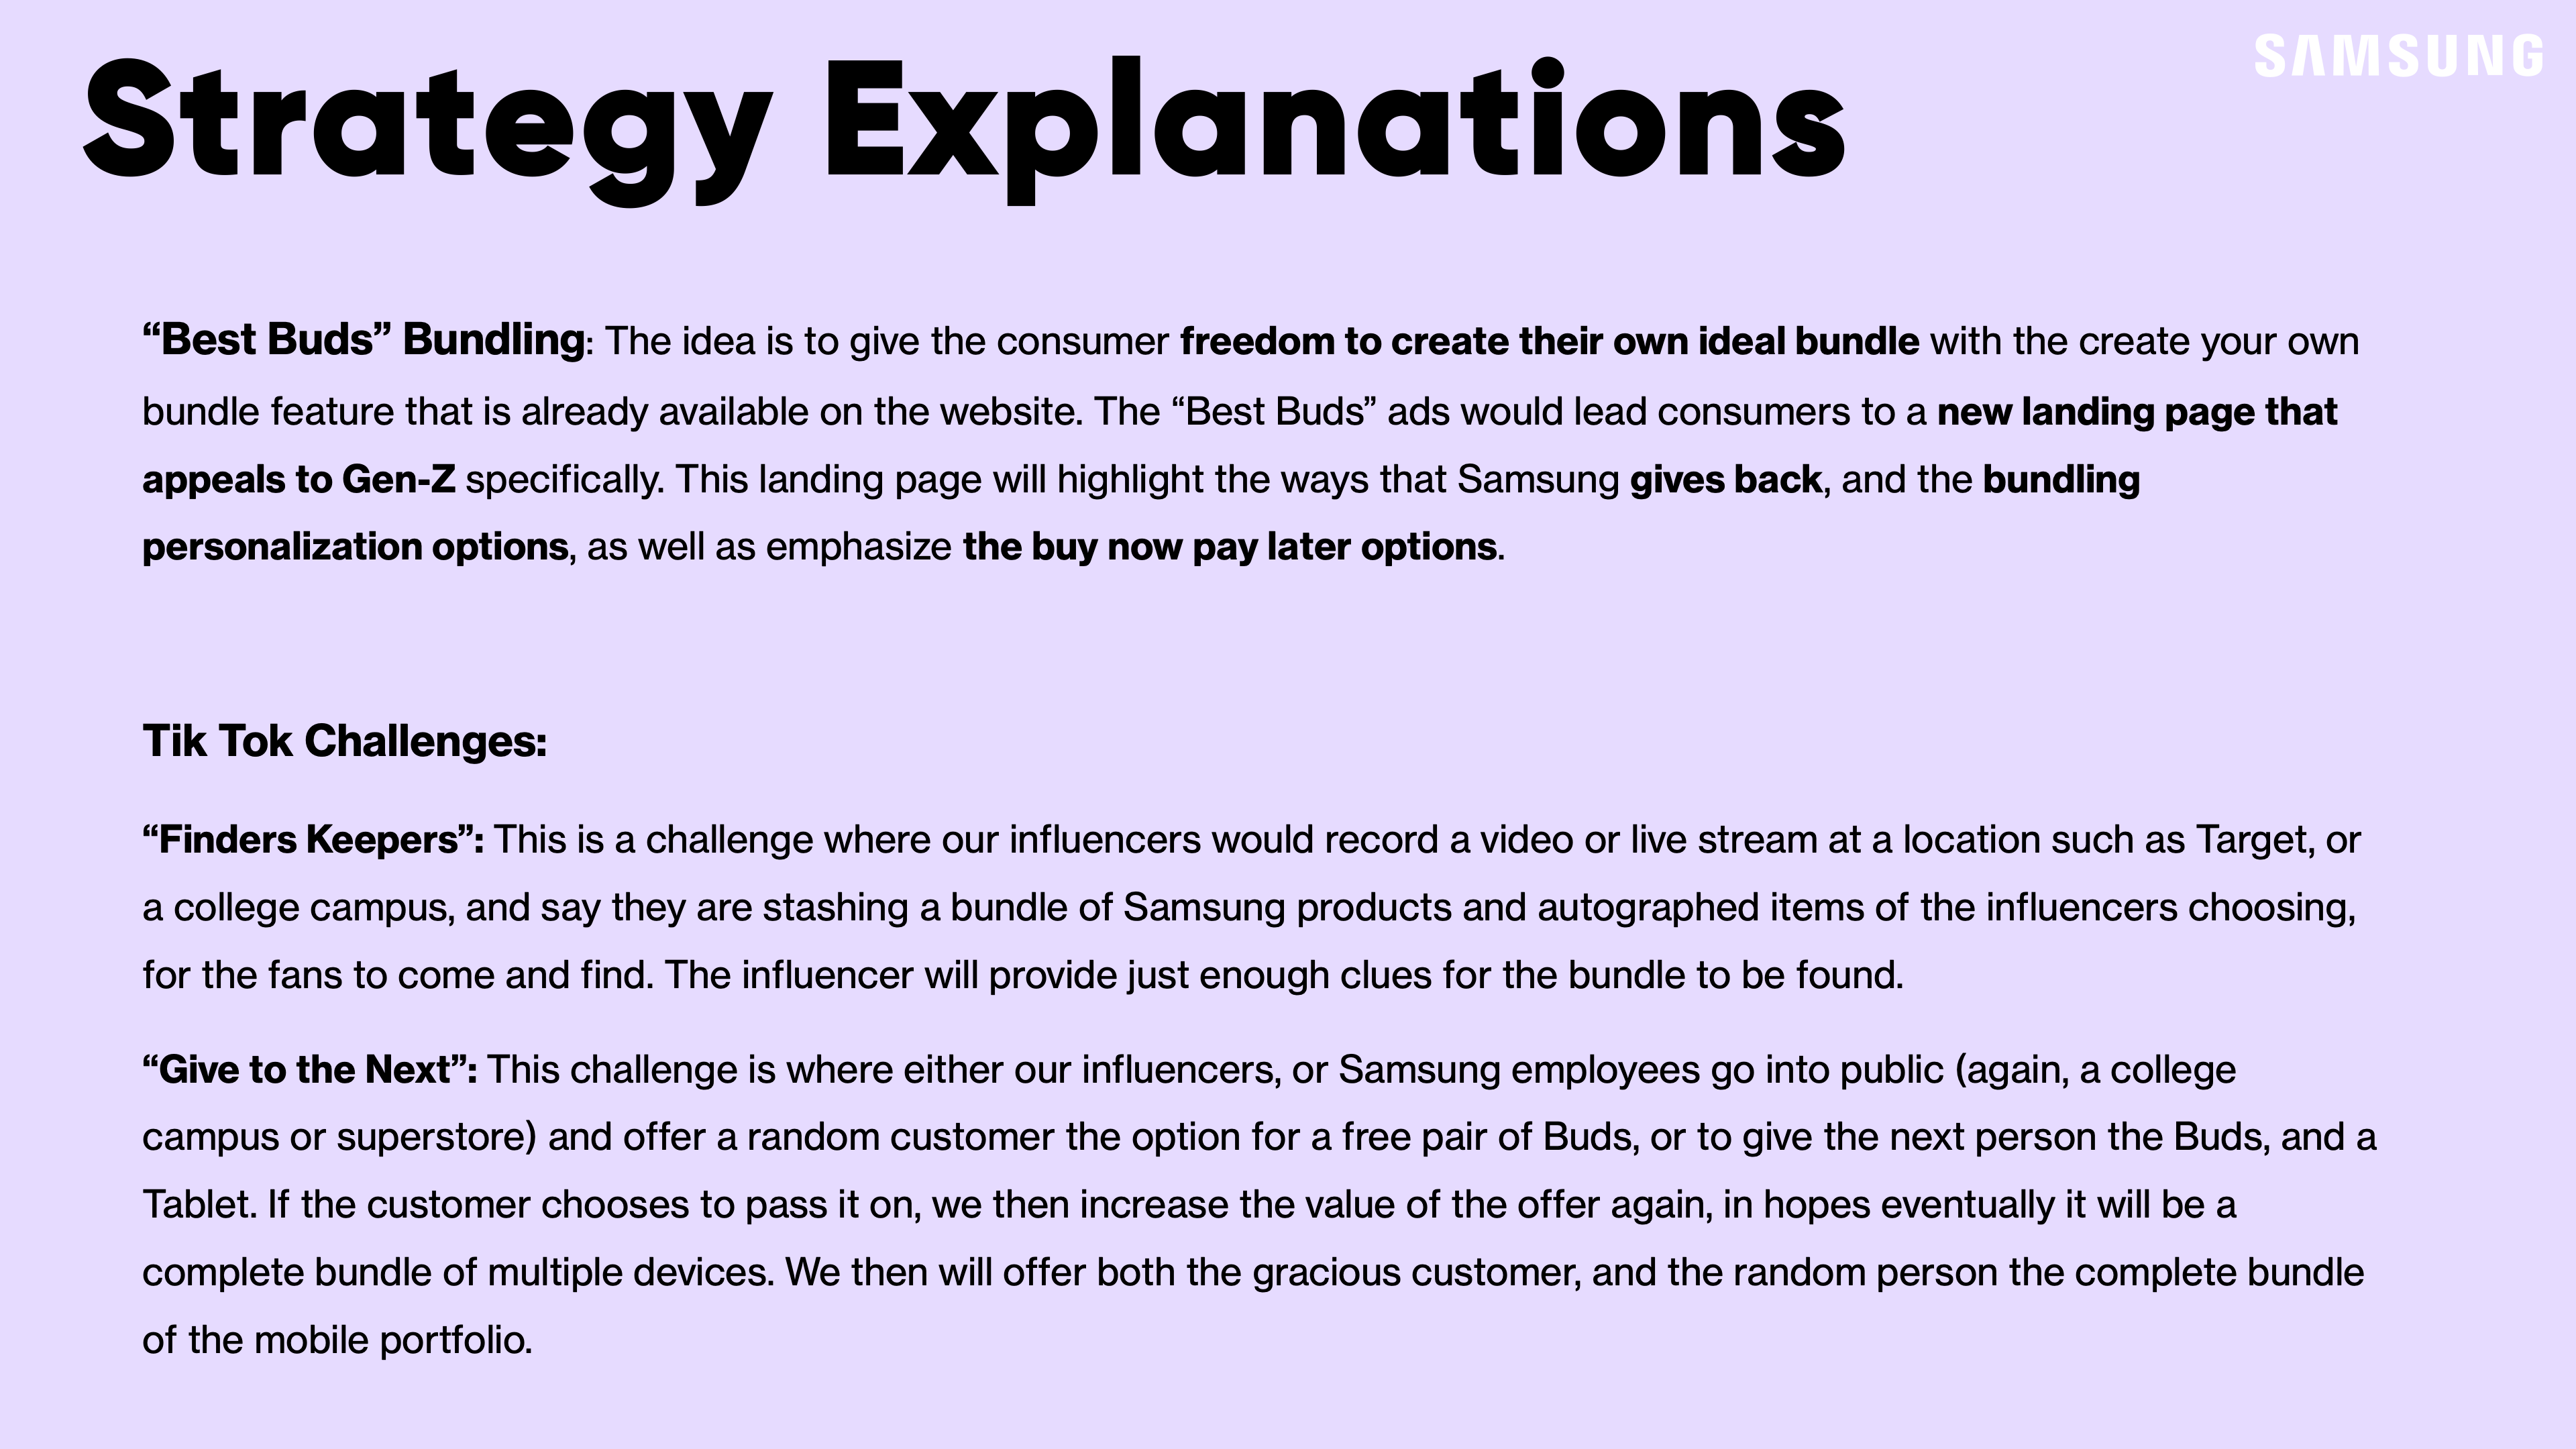 SAMSUNG
Strategy Explanations
“Best Buds” Bundling: The idea is to give the consumer freedom to create their own ideal bundle with the create your own
bundle feature that is already available on the website. The “Best Buds” ads would lead consumers to a new landing page that
appeals to Gen-Z specifically. This landing page will highlight the ways that Samsung gives back, and the bundling
personalization options, as well as emphasize the buy now pay later options.
Tik Tok Challenges:
“Finders Keepers”: This is a challenge where our influencers would record a video or live stream at a location such as Target, or
a college campus, and say they are stashing a bundle of Samsung products and autographed items of the influencers choosing,
for the fans to come and find. The influencer will provide just enough clues for the bundle to be found.
“Give to the Next”: This challenge is where either our influencers, or Samsung employees go into public (again, a college
campus or superstore) and offer a random customer the option for a free pair of Buds, or to give the next person the Buds, and a
Tablet. If the customer chooses to pass it on, we then increase the value of the offer again, in hopes eventually it will be a
complete bundle of multiple devices. We then will offer both the gracious customer, and the random person the complete bundle
of the mobile portfolio.